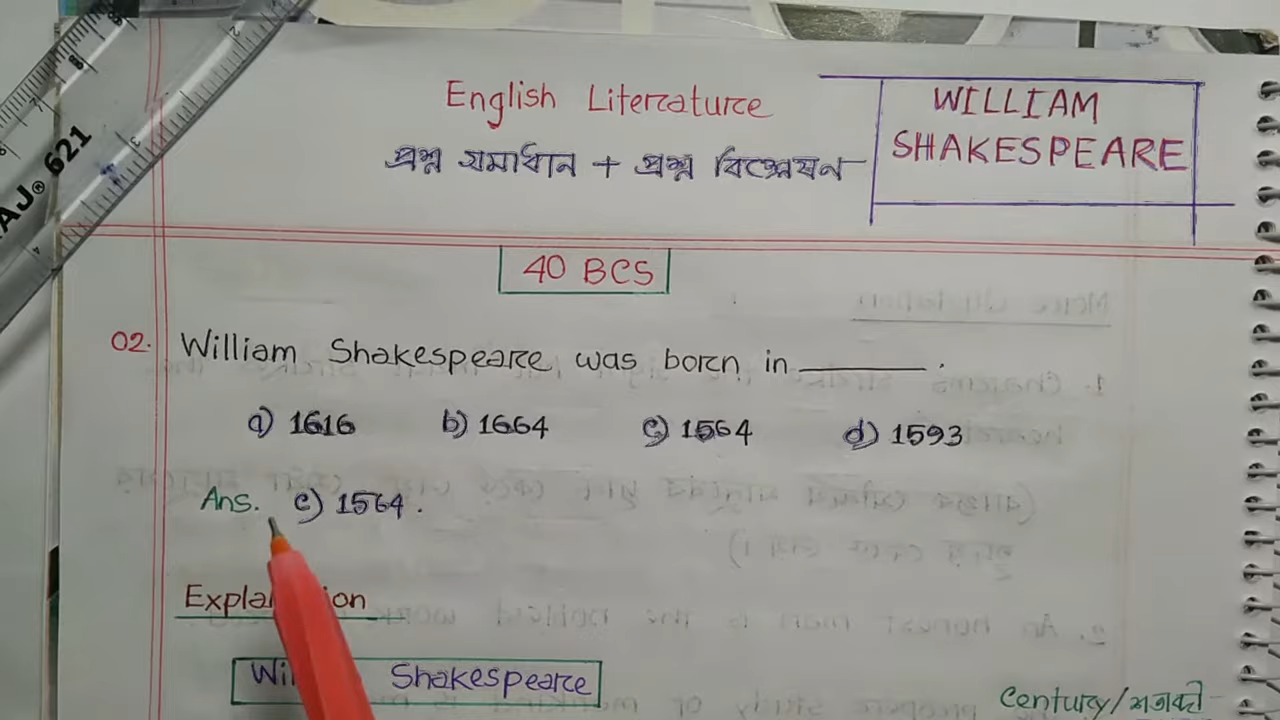 English Literature
WILLIAM
SHAKESPEARE
প্রশ্ন সমাধান + প্রশ্ন বিশ্লেষণ
40 BCS
02. William Shakespeare was born in ______.
a) 1616 b) 1664 c) 1564 d) 1593
Ans. c) 1564.
Shakespeare
Century/শতাব্দী
621